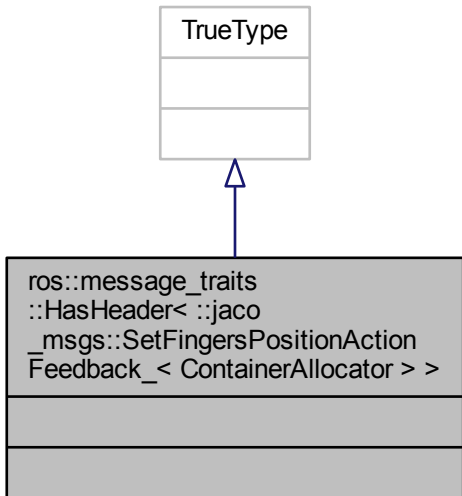 TrueType
ros::message_traits
::HasHeader< ::jaco
_msgs::SetFingersPositionAction
Feedback_< ContainerAllocator > >